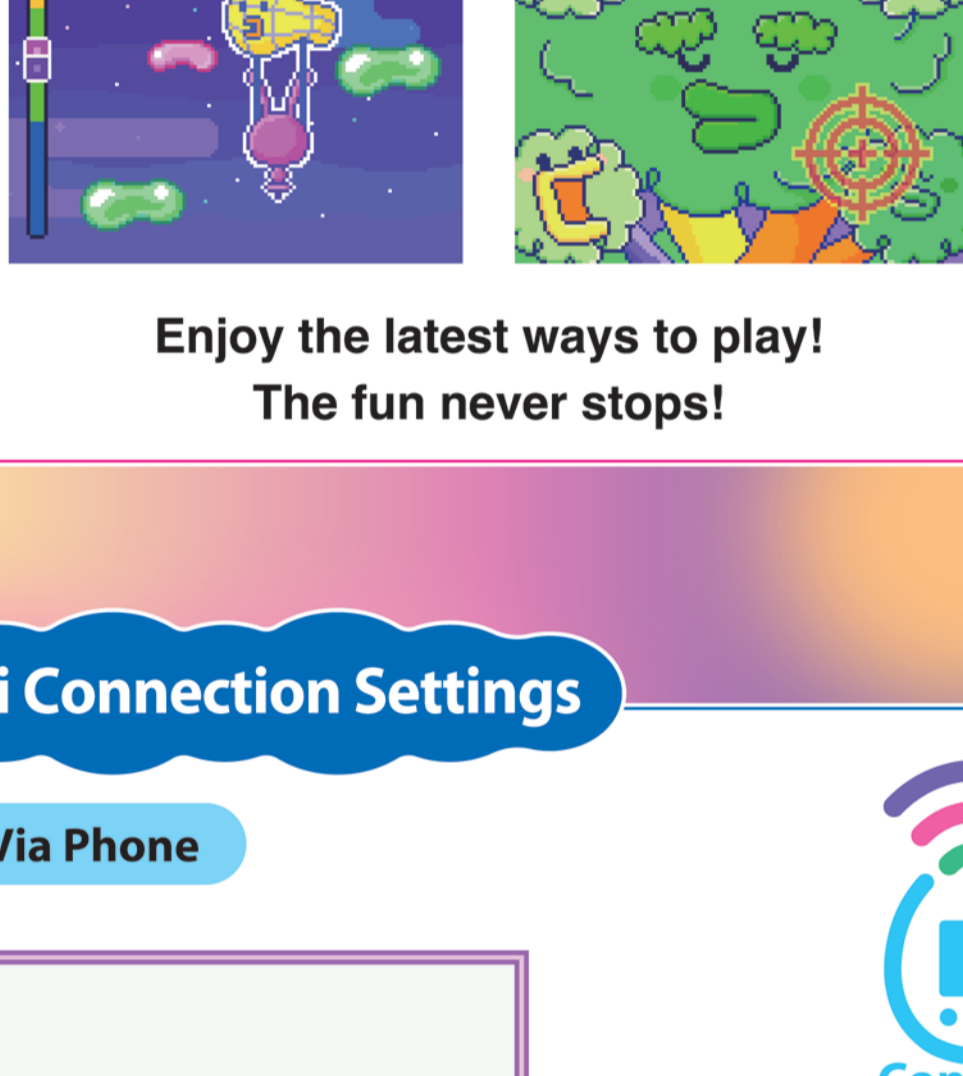 Enjoy the latest ways to play!
The fun never stops!
i Connection Settings
Via Phone